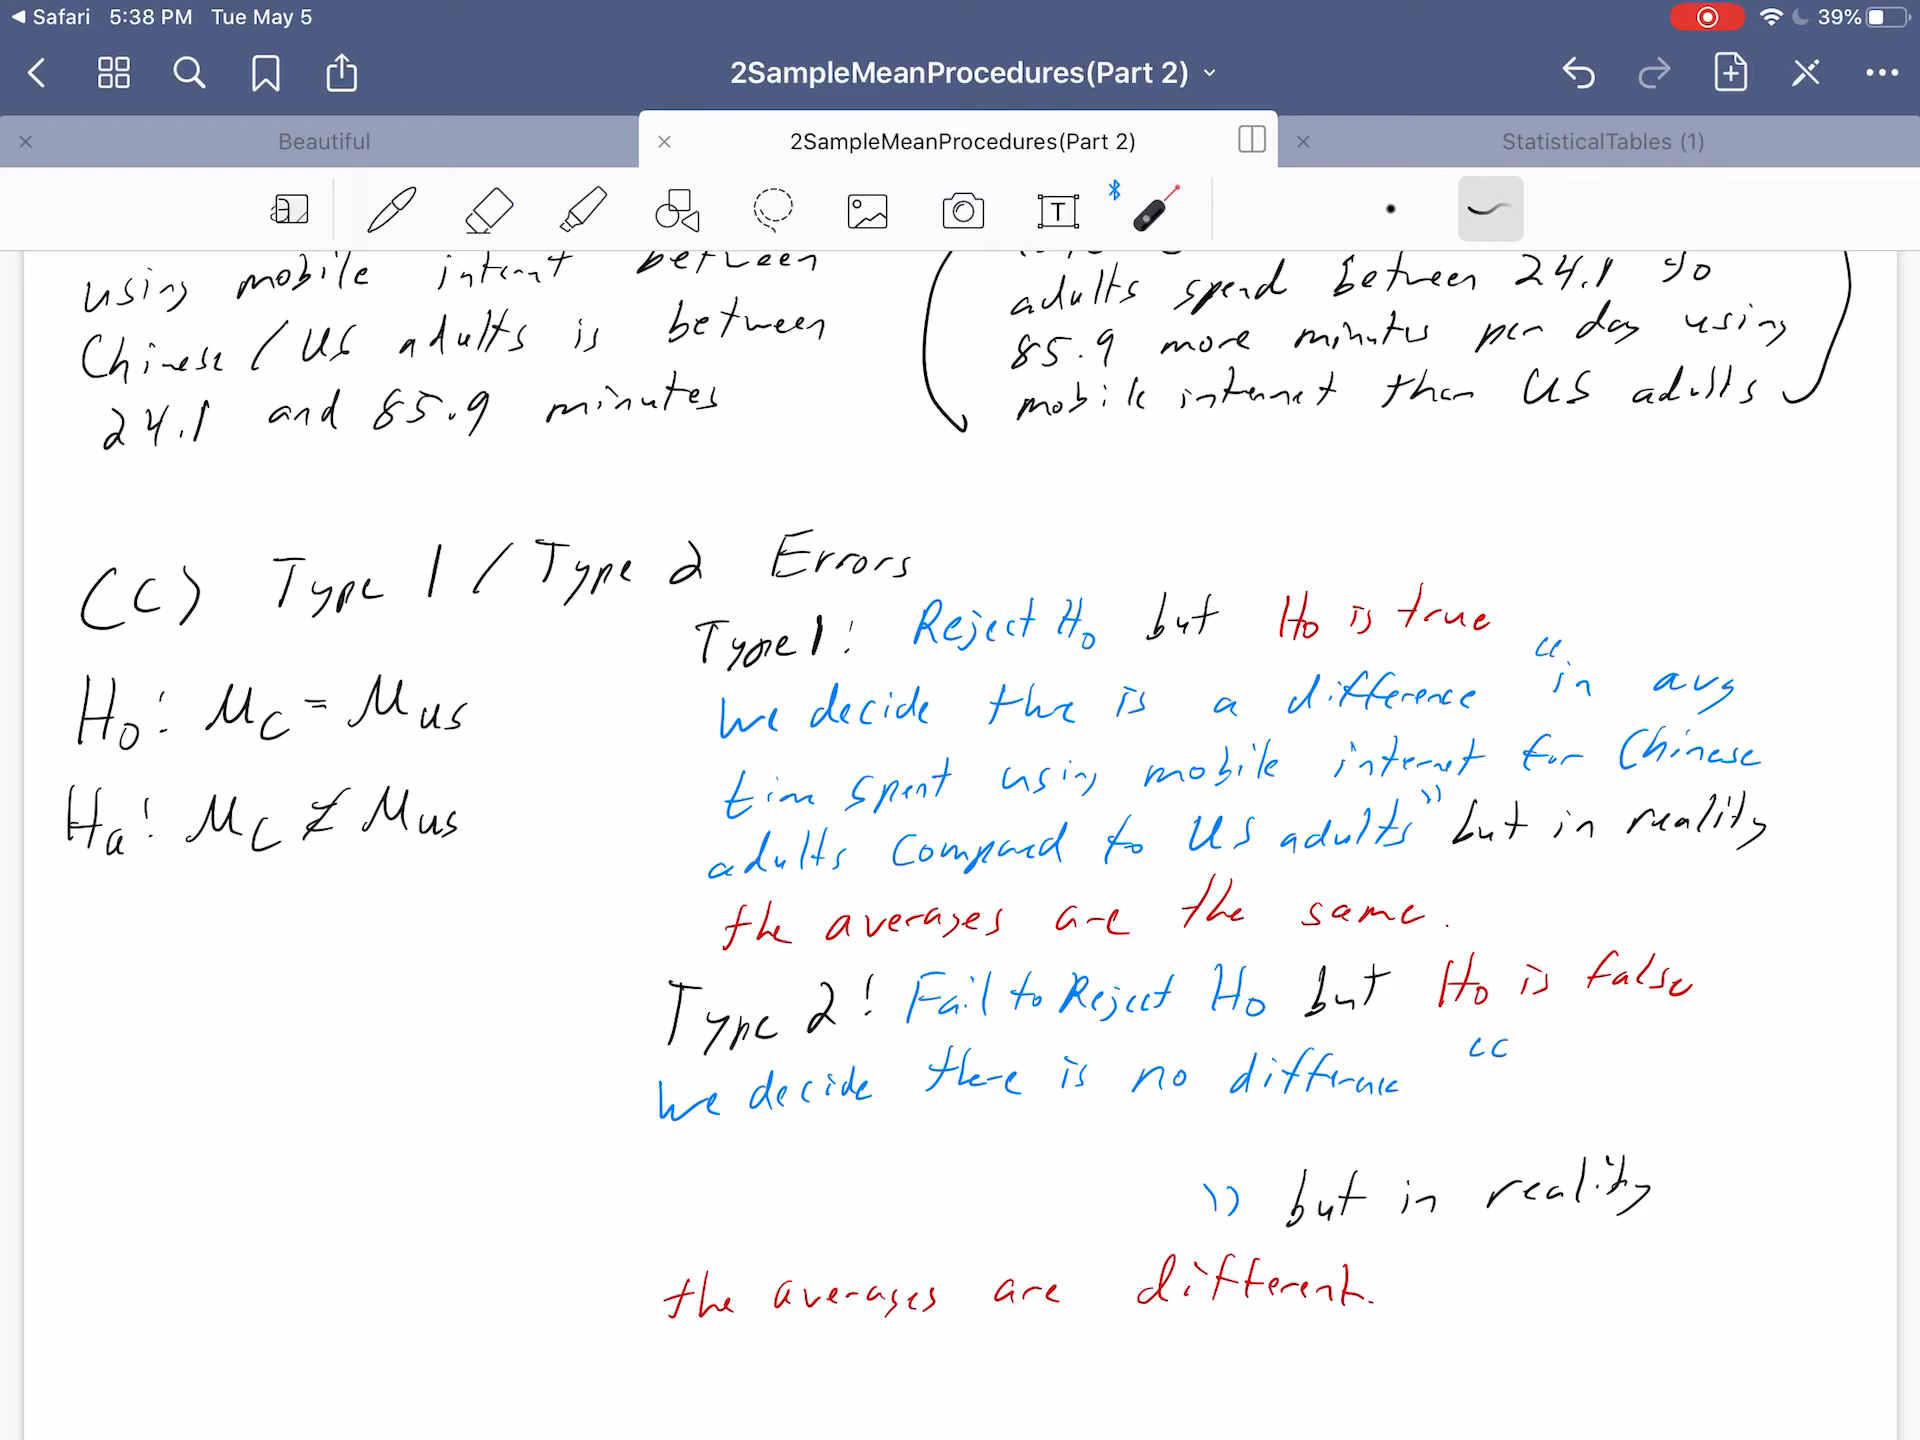 Safari 5:38 PM Tue May 5 39%
2SampleMeanProcedures(Part 2)
Beautiful 2SampleMeanProcedures(Part 2) StatisticalTables (1)
using mobile internt between
Chinese / US adults is between
24.1 and 85.9 minutes
adults spend between 24.1 to
85.9 more minutes per day using
mobile internet than US adults
(C) Type 1 / Type 2 Errors
H0: μC = μUS
Ha: μC ≠ μUS
Type 1: Reject H0 but H0 is true
We decide the is a difference “in avg
time spent using mobile internet for Chinese
adults compared to US adults” but in reality
the averages are the same.
Type 2: Fail to Reject H0 but H0 is false
We decide there is no difference “
” but in reality
the averages are different.